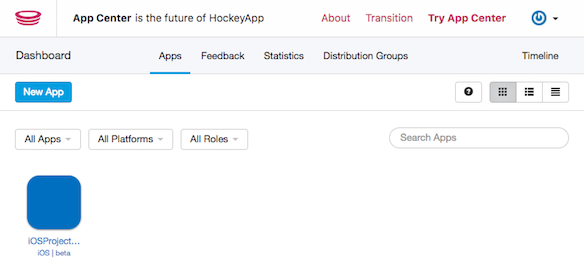 App Center is the future of HockeyApp
About Transition Try App Center
Dashboard Apps Feedback Statistics Distribution Groups Timeline
New App
All Apps All Platforms All Roles Search Apps
iOSProject...
iOS | beta